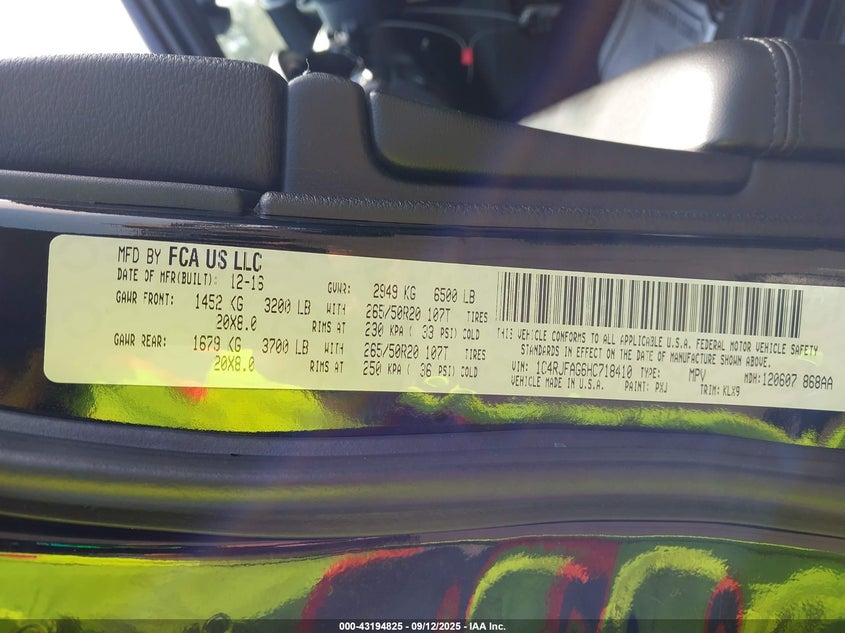 MFD BY FCA US LLC
DATE OF MFR(BUILT): 12-16 GVWR: 2949 KG 6500 LB
GAWR FRONT: 1452 KG 3200 LB WITH 265/50R20 107T TIRES
20X8.0 RIMS AT 230 KPA ( 33 PSI) COLD
GAWR REAR: 1679 KG 3700 LB WITH 265/50R20 107T TIRES
20X8.0 RIMS AT 250 KPA ( 36 PSI) COLD
THIS VEHICLE CONFORMS TO ALL APPLICABLE U.S.A. FEDERAL MOTOR VEHICLE SAFETY
STANDARDS IN EFFECT ON THE DATE OF MANUFACTURE SHOWN ABOVE.
VIN: 1C4RJFAG6HC718410 TYPE: MPV MDH: 120607 868AA
VEHICLE MADE IN U.S.A. PAINT: PXJ TRIM: KLX9
000-43194825 - 09/12/2025 - IAA Inc.